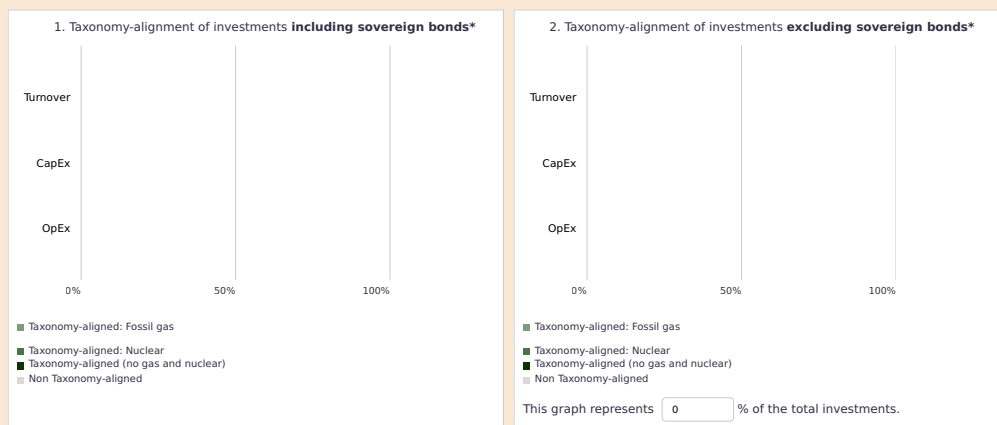 1. Taxonomy-alignment of investments including sovereign bonds*
Turnover
CapEx
OpEx
0%
50%
100%
Taxonomy-aligned: Fossil gas
Taxonomy-aligned: Nuclear
Taxonomy-aligned (no gas and nuclear)
Non Taxonomy-aligned
2. Taxonomy-alignment of investments excluding sovereign bonds*
Turnover
CapEx
OpEx
0%
50%
100%
Taxonomy-aligned: Fossil gas
Taxonomy-aligned: Nuclear
Taxonomy-aligned (no gas and nuclear)
Non Taxonomy-aligned
This graph represents 0 % of the total investments.